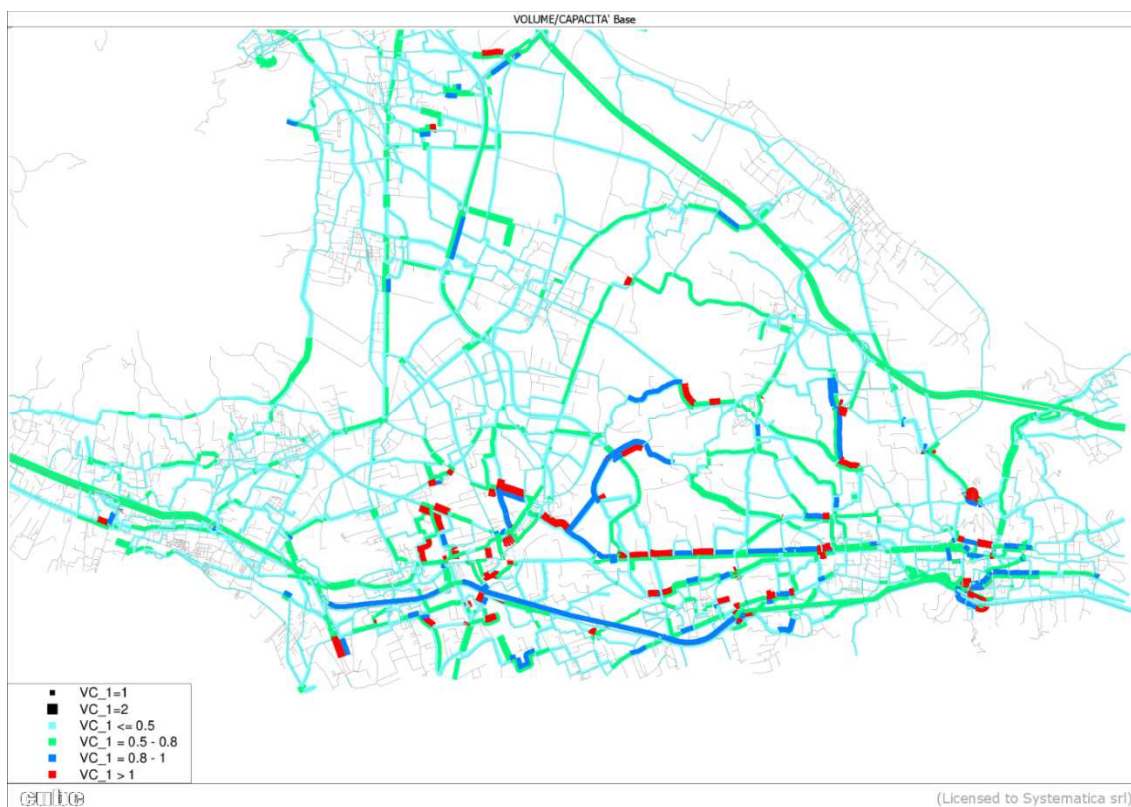 VOLUME/CAPACITA' Base
VC_1=1
VC_1=2
VC_1 <= 0.5
VC_1 = 0.5 - 0.8
VC_1 = 0.8 - 1
VC_1 > 1
(Licensed to Systematica srl)